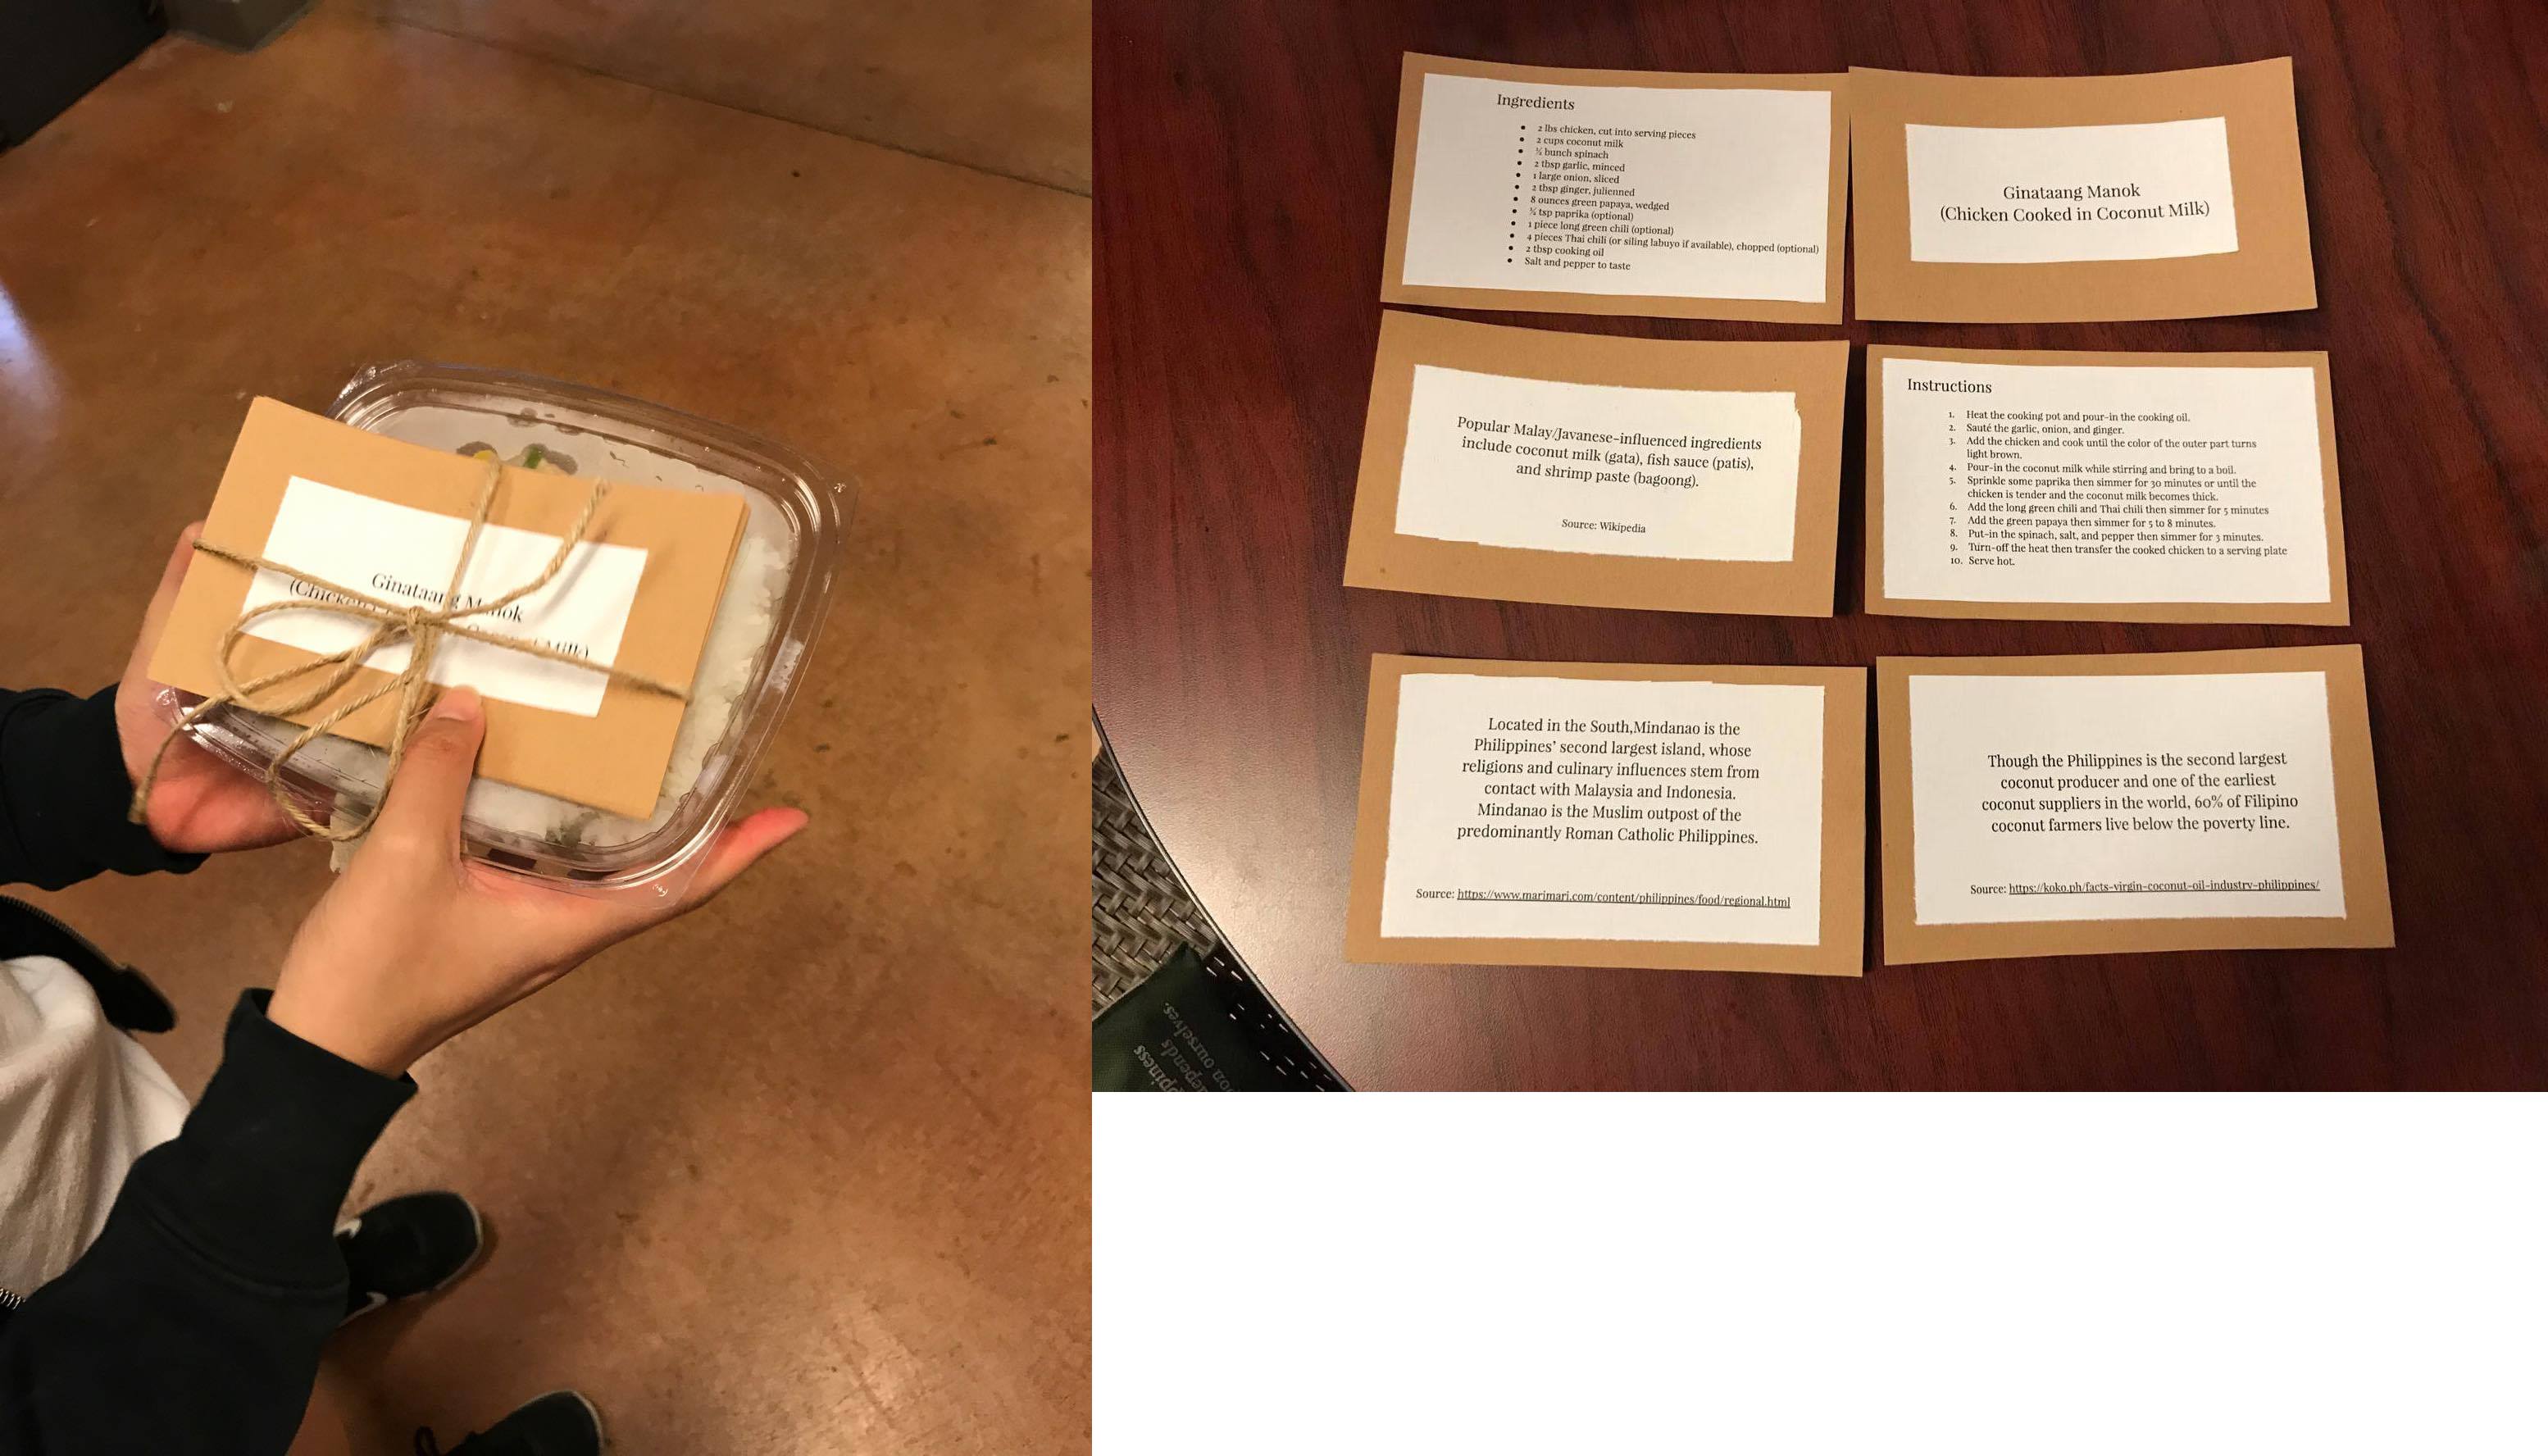 Ginataang Manok
(Chicken
Milk)
Ingredients
• 2 lbs chicken, cut into serving pieces
• 2 cups coconut milk
• bunch spinach
• 2 tbsp garlic, minced
• 1 large onion, sliced
• 2 tbsp ginger, julienned
• 8 ounces green papaya, wedged
• tsp paprika (optional)
• 1 piece long green chili (optional)
• 4 pieces Thai chili (or siling labuyo if available), chopped (optional)
• 2 tbsp cooking oil
• Salt and pepper to taste
Ginataang Manok
(Chicken Cooked in Coconut Milk)
Popular Malay/Javanese-influenced ingredients
include coconut milk (gata), fish sauce (patis),
and shrimp paste (bagoong).
Source: Wikipedia
Instructions
1. Heat the cooking pot and pour-in the cooking oil.
2. Sauté the garlic, onion, and ginger.
3. Add the chicken and cook until the color of the outer part turns
light brown.
4. Pour-in the coconut milk while stirring and bring to a boil.
5. Sprinkle some paprika then simmer for 30 minutes or until the
chicken is tender and the coconut milk becomes thick.
6. Add the long green chili and Thai chili then simmer for 5 minutes
7. Add the green papaya then simmer for 5 to 8 minutes.
8. Put-in the spinach, salt, and pepper then simmer for 3 minutes.
9. Turn-off the heat then transfer the cooked chicken to a serving plate
10. Serve hot.
Located in the South,Mindanao is the
Philippines' second largest island, whose
religions and culinary influences stem from
contact with Malaysia and Indonesia.
Mindanao is the Muslim outpost of the
predominantly Roman Catholic Philippines.
Source: https://www.marimari.com/content/philippines/food/regional.html
Though the Philippines is the second largest
coconut producer and one of the earliest
coconut suppliers in the world, 60% of Filipino
coconut farmers live below the poverty line.
Source: https://koko.ph/facts-virgin-coconut-oil-industry-philippines/
ppiness
depends
pon ourselves.